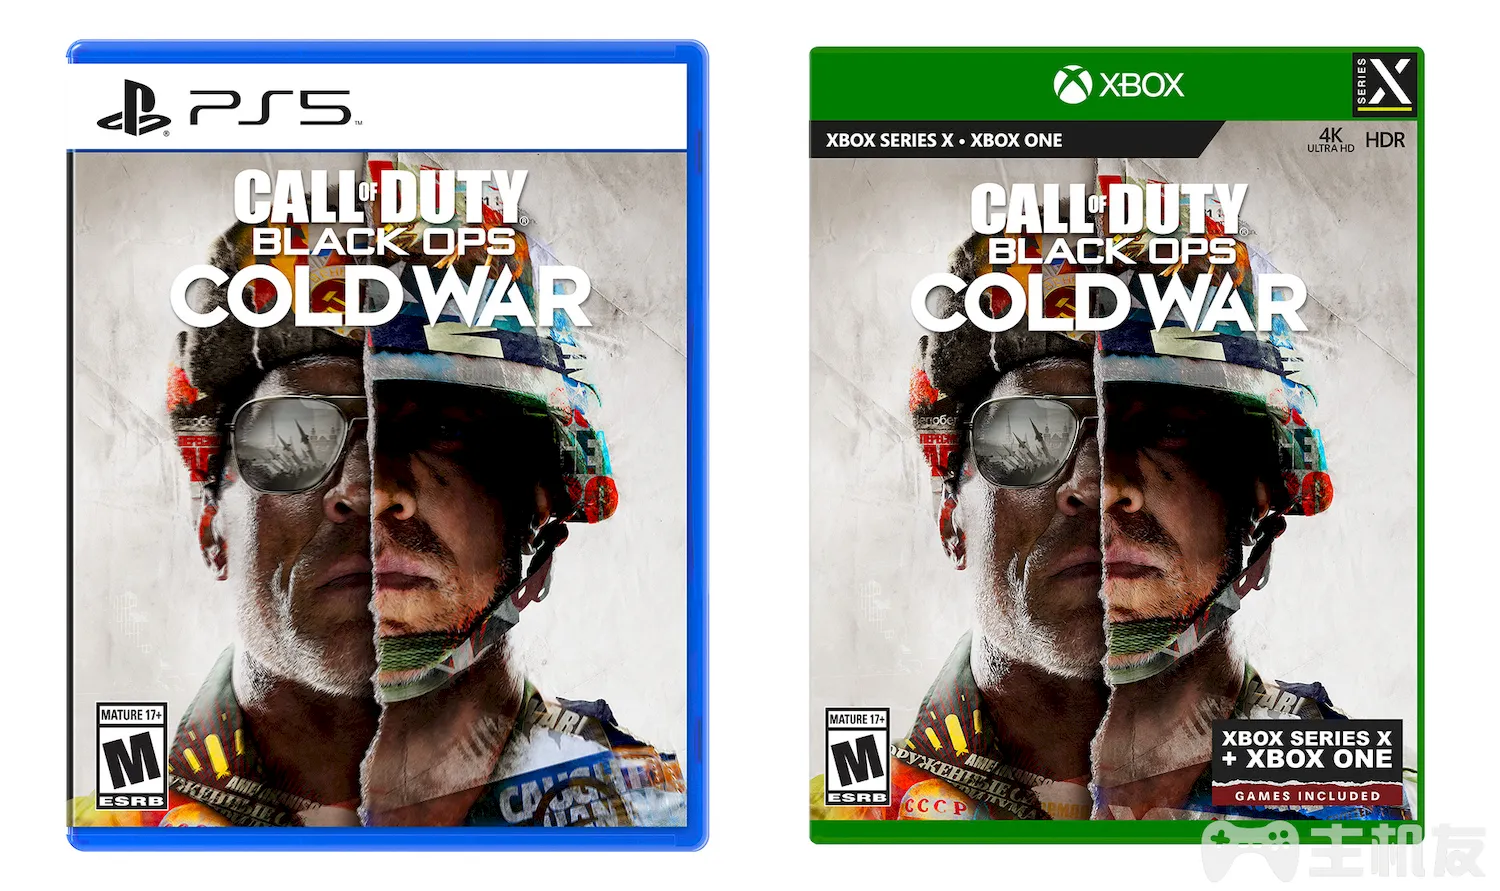 PS5
CALL OF DUTY
BLACK OPS
COLD WAR
MATURE 17+
M
ESRB
XBOX
SERIES X
XBOX SERIES X • XBOX ONE
4K
ULTRA HD
HDR
CALL OF DUTY
BLACK OPS
COLD WAR
MATURE 17+
M
ESRB
СССР
XBOX SERIES X
+ XBOX ONE
GAMES INCLUDED
主机友